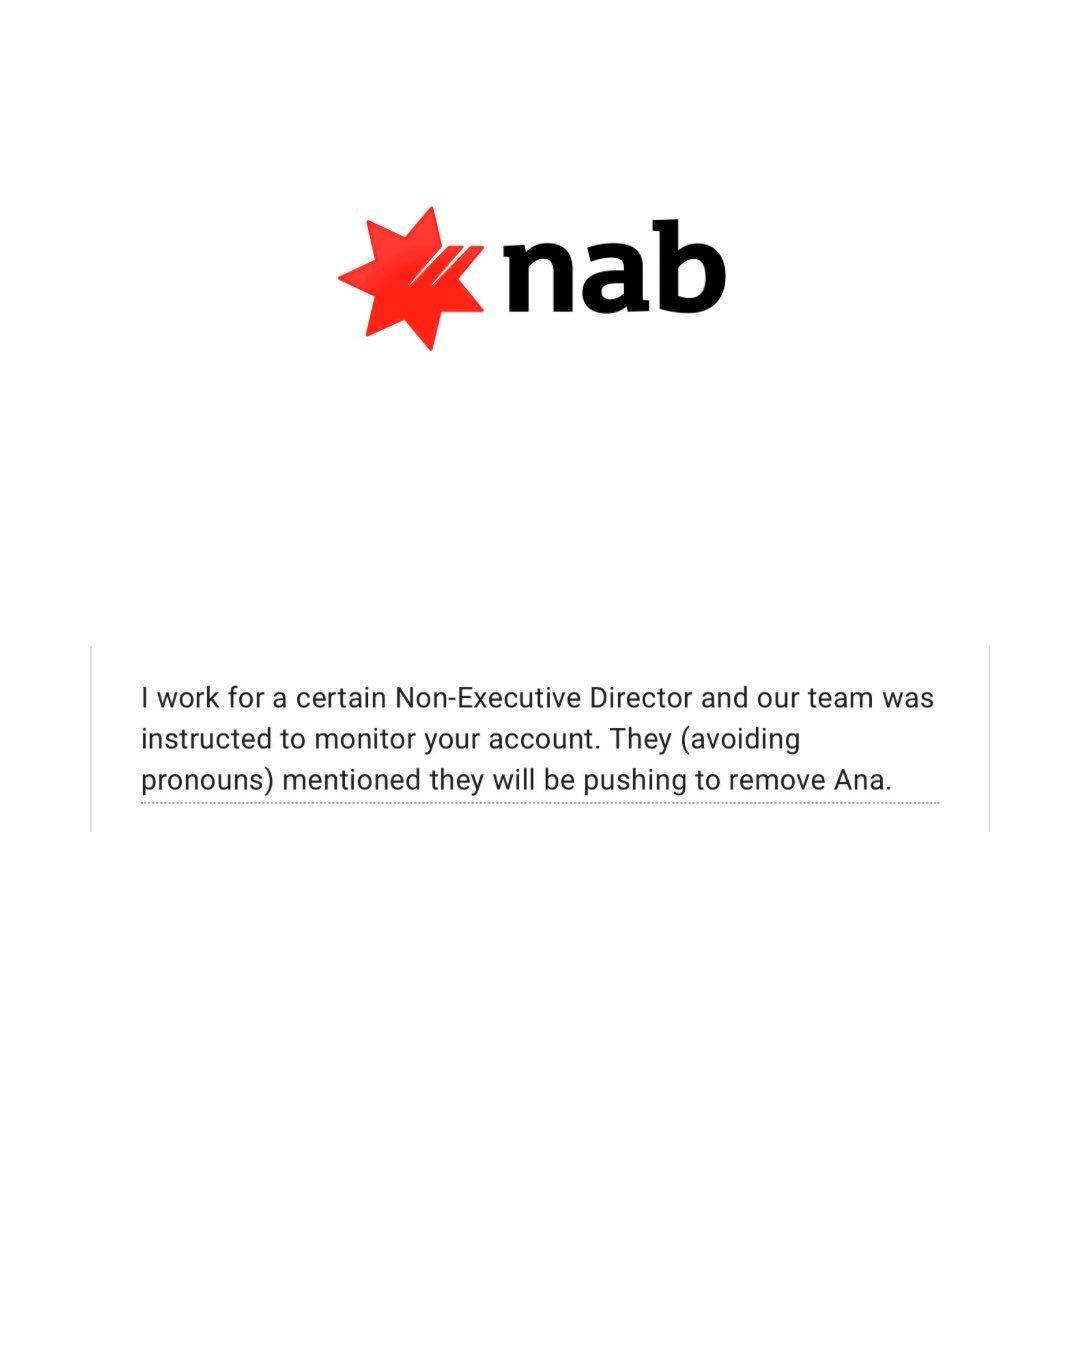 nab
I work for a certain Non-Executive Director and our team was
instructed to monitor your account. They (avoiding
pronouns) mentioned they will be pushing to remove Ana.